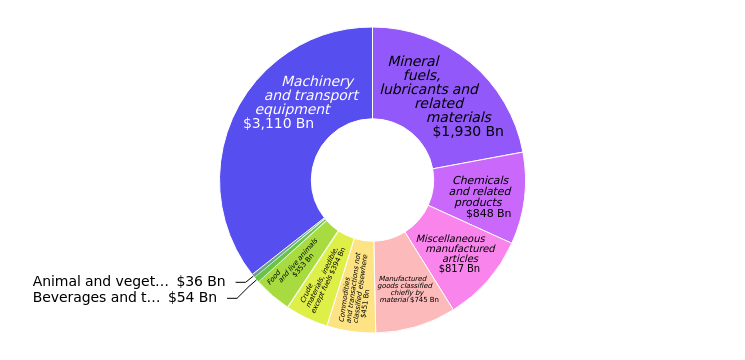 Machinery
and transport
equipment
$3,110 Bn
Mineral
fuels,
lubricants and
related
materials
$1,930 Bn
Chemicals
and related
products
$848 Bn
Miscellaneous
manufactured
articles
$817 Bn
Manufactured
goods classified
chiefly by
material $745 Bn
Commodities
and transactions not
classified elsewhere
$451 Bn
Crude
materials, inedible,
except fuels $394 Bn
Food
and live animals
$353 Bn
Animal and veget… $36 Bn
Beverages and t… $54 Bn